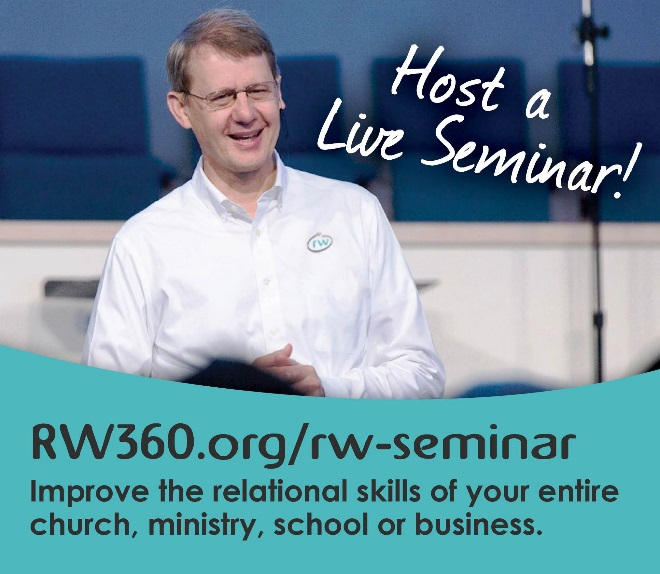 Host a
Live Seminar!
rw
RW360.org/rw-seminar
Improve the relational skills of your entire
church, ministry, school or business.